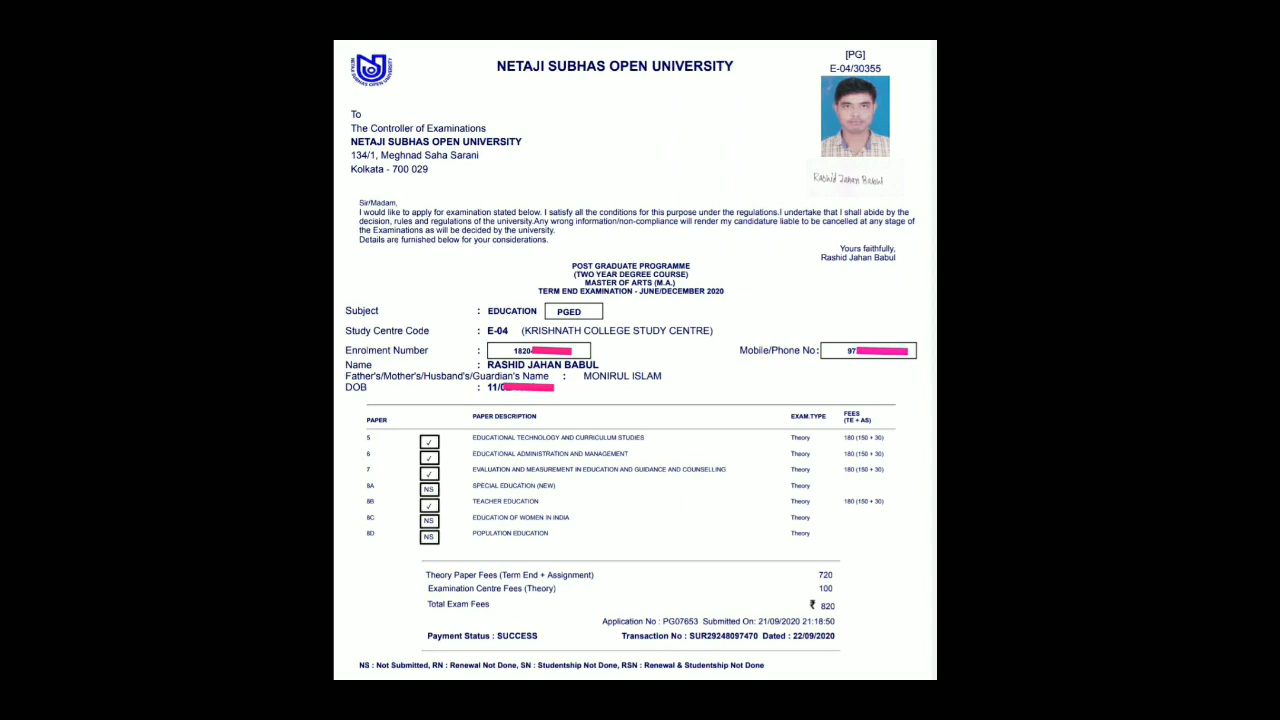 NETAJI SUBHAS OPEN UNIVERSITY
[PG]
E-04/30355
NETAJI SUBHAS OPEN UNIVERSITY
Rashid Jahan Babul
To
The Controller of Examinations
NETAJI SUBHAS OPEN UNIVERSITY
134/1, Meghnad Saha Sarani
Kolkata - 700 029
Sir/Madam,
I would like to apply for examination stated below. I satisfy all the conditions for this purpose under the regulations.I undertake that I shall abide by the
decision, rules and regulations of the university.Any wrong information/non-compliance will render my candidature liable to be cancelled at any stage of
the Examinations as will be decided by the university.
Details are furnished below for your considerations.
Yours faithfully,
Rashid Jahan Babul
POST GRADUATE PROGRAMME
(TWO YEAR DEGREE COURSE)
MASTER OF ARTS (M.A.)
TERM END EXAMINATION - JUNE/DECEMBER 2020
Subject : EDUCATION PGED
Study Centre Code : E-04 (KRISHNATH COLLEGE STUDY CENTRE)
Enrolment Number : 1820 Mobile/Phone No : 97
Name : RASHID JAHAN BABUL
Father's/Mother's/Husband's/Guardian's Name : MONIRUL ISLAM
DOB : 11/0
PAPER PAPER DESCRIPTION EXAM.TYPE FEES (TE + AS)
5 ✓ EDUCATIONAL TECHNOLOGY AND CURRICULUM STUDIES Theory 180 (150 + 30)
6 ✓ EDUCATIONAL ADMINISTRATION AND MANAGEMENT Theory 180 (150 + 30)
7 ✓ EVALUATION AND MEASUREMENT IN EDUCATION AND GUIDANCE AND COUNSELLING Theory 180 (150 + 30)
8A NS SPECIAL EDUCATION (NEW) Theory
8B ✓ TEACHER EDUCATION Theory 180 (150 + 30)
8C NS EDUCATION OF WOMEN IN INDIA Theory
8D NS POPULATION EDUCATION Theory
Theory Paper Fees (Term End + Assignment) 720
Examination Centre Fees (Theory) 100
Total Exam Fees ₹ 820
Application No : PG07653 Submitted On: 21/09/2020 21:18:50
Payment Status : SUCCESS Transaction No : SUR29248097470 Dated : 22/09/2020
NS : Not Submitted, RN : Renewal Not Done, SN : Studentship Not Done, RSN : Renewal & Studentship Not Done